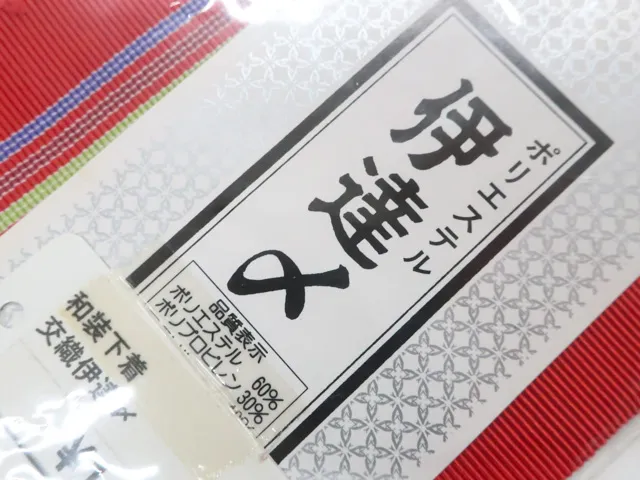 ポリエステル
伊達〆
品質表示
ポリエステル 60%
ポリプロピレン 30%
和装下着
交織伊達〆